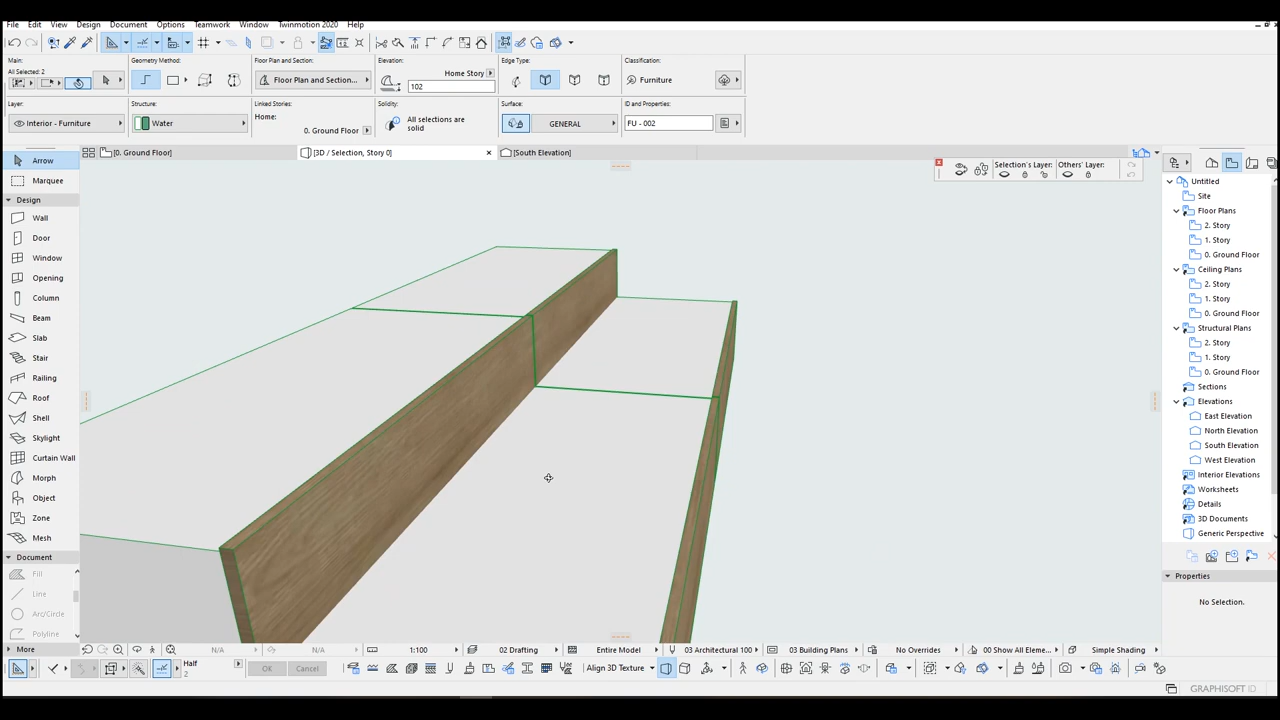 File Edit View Design Document Options Teamwork Window Twinmotion 2020 Help
Main:
All Selected: 2
Geometry Method:
Floor Plan and Section:
Floor Plan and Section...
Elevation:
Home Story
102
Edge Type:
Classification:
Furniture
Layer:
Interior - Furniture
Structure:
Water
Linked Stories:
Home:
0. Ground Floor
Solidity:
All selections are
solid
Surface:
GENERAL
ID and Properties:
FU - 002
[0. Ground Floor]
[3D / Selection, Story 0]
[South Elevation]
Selection's Layer:
Others' Layer:
Arrow
Marquee
Design
Wall
Door
Window
Opening
Column
Beam
Slab
Stair
Railing
Roof
Shell
Skylight
Curtain Wall
Morph
Object
Zone
Mesh
Document
Fill
Line
Arc/Circle
Polyline
More
Untitled
Site
Floor Plans
2. Story
1. Story
0. Ground Floor
Ceiling Plans
2. Story
1. Story
0. Ground Floor
Structural Plans
2. Story
1. Story
0. Ground Floor
Sections
Elevations
East Elevation
North Elevation
South Elevation
West Elevation
Interior Elevations
Worksheets
Details
3D Documents
Generic Perspective
Properties
No Selection.
N/A
N/A
1:100
02 Drafting
Entire Model
03 Architectural 100
03 Building Plans
No Overrides
00 Show All Eleme...
Simple Shading
Half
2
OK
Cancel
Align 3D Texture
GRAPHISOFT ID